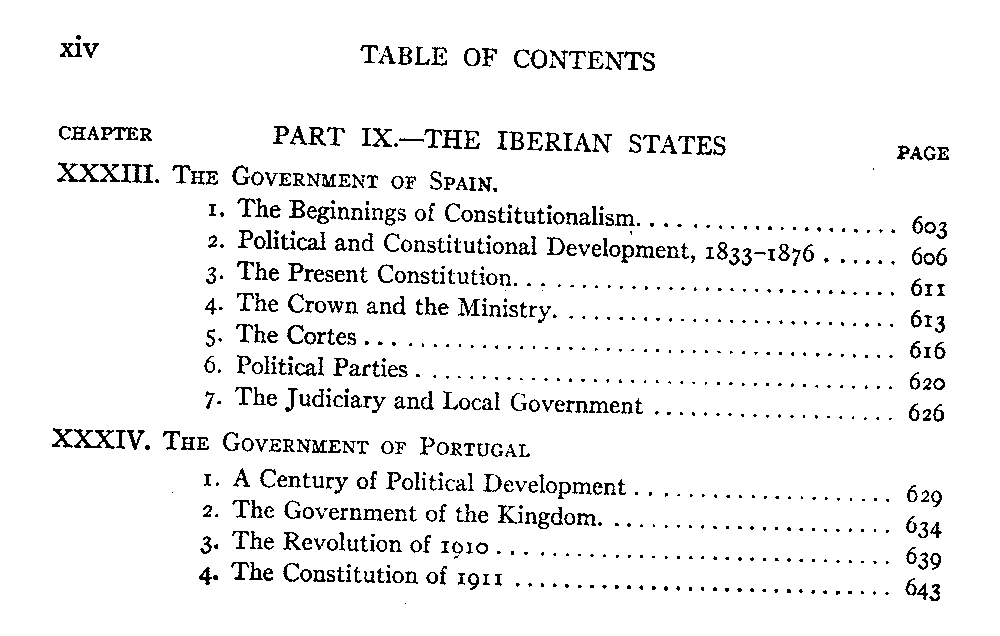 xiv
TABLE OF CONTENTS
CHAPTER PART IX.—THE IBERIAN STATES PAGE
XXXIII. THE GOVERNMENT OF SPAIN.
1. The Beginnings of Constitutionalism..................... 603
2. Political and Constitutional Development, 1833–1876 ...... 606
3. The Present Constitution.............................. 611
4. The Crown and the Ministry.......................... 613
5. The Cortes........................................ 616
6. Political Parties.................................... 620
7. The Judiciary and Local Government .................. 626
XXXIV. THE GOVERNMENT OF PORTUGAL
1. A Century of Political Development.................... 629
2. The Government of the Kingdom...................... 634
3. The Revolution of 1910.............................. 639
4. The Constitution of 1911 ............................. 643